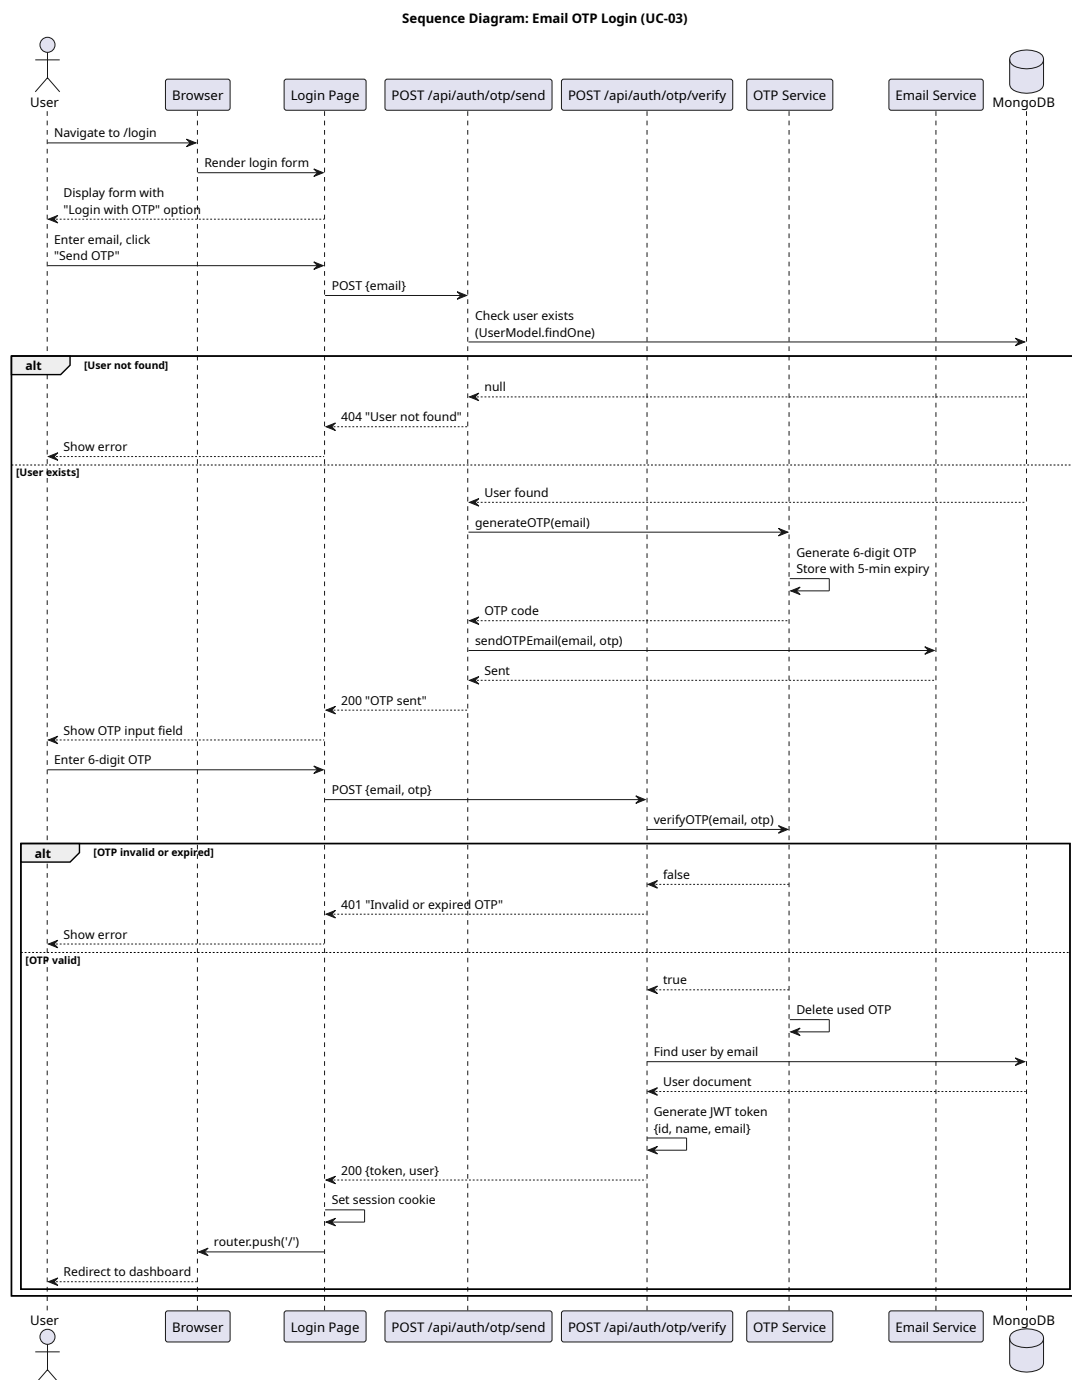 Sequence Diagram: Email OTP Login (UC-03)
User
Browser
Login Page
POST /api/auth/otp/send
POST /api/auth/otp/verify
OTP Service
Email Service
MongoDB
Navigate to /login
Render login form
Display form with
"Login with OTP" option
Enter email, click
"Send OTP"
POST {email}
Check user exists
(UserModel.findOne)
alt
[User not found]
null
404 "User not found"
Show error
[User exists]
User found
generateOTP(email)
Generate 6-digit OTP
Store with 5-min expiry
OTP code
sendOTPEmail(email, otp)
Sent
200 "OTP sent"
Show OTP input field
Enter 6-digit OTP
POST {email, otp}
verifyOTP(email, otp)
alt
[OTP invalid or expired]
false
401 "Invalid or expired OTP"
Show error
[OTP valid]
true
Delete used OTP
Find user by email
User document
Generate JWT token
{id, name, email}
200 {token, user}
Set session cookie
router.push('/')
Redirect to dashboard
User
Browser
Login Page
POST /api/auth/otp/send
POST /api/auth/otp/verify
OTP Service
Email Service
MongoDB